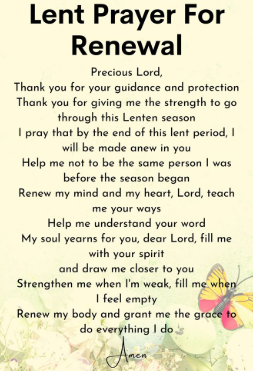 Lent Prayer For
Renewal
Precious Lord,
Thank you for your guidance and protection
Thank you for giving me the strength to go
through this Lenten season
I pray that by the end of this lent period, I
will be made anew in you
Help me not to be the same person I was
before the season began
Renew my mind and my heart, Lord, teach
me your ways
Help me understand your word
My soul yearns for you, dear Lord, fill me
with your spirit
and draw me closer to you
Strengthen me when I'm weak, fill me when
I feel empty
Renew my body and grant me the grace to
do everything I do
Amen